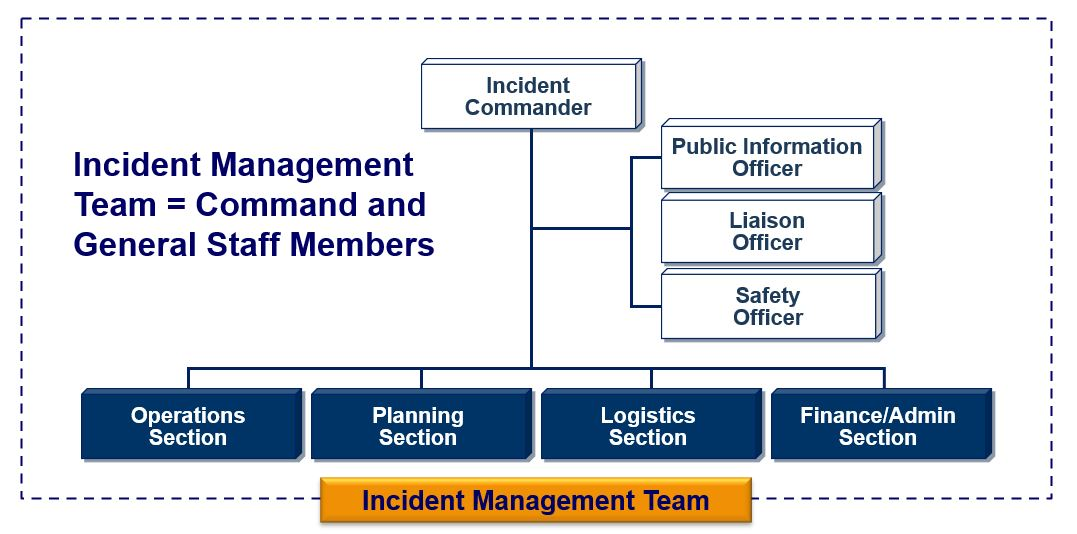 Incident
Commander
Public Information
Officer
Incident Management
Team = Command and
General Staff Members
Liaison
Officer
Safety
Officer
Operations
Section
Planning
Section
Logistics
Section
Finance/Admin
Section
Incident Management Team